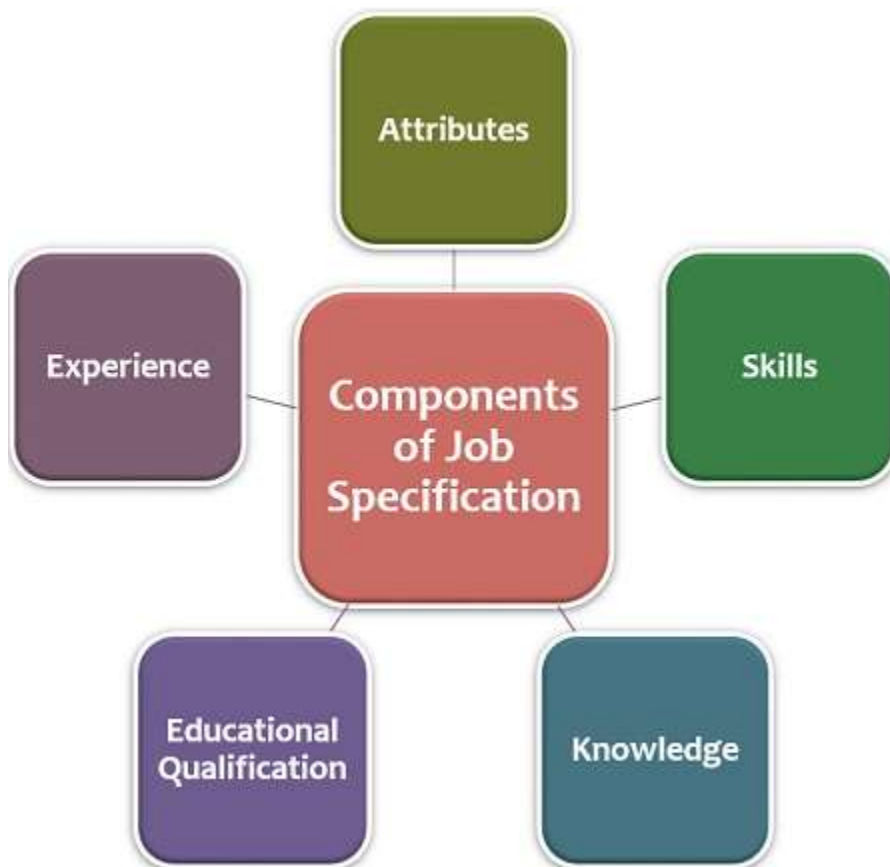 Attributes
Experience
Skills
Components
of Job
Specification
Educational
Qualification
Knowledge